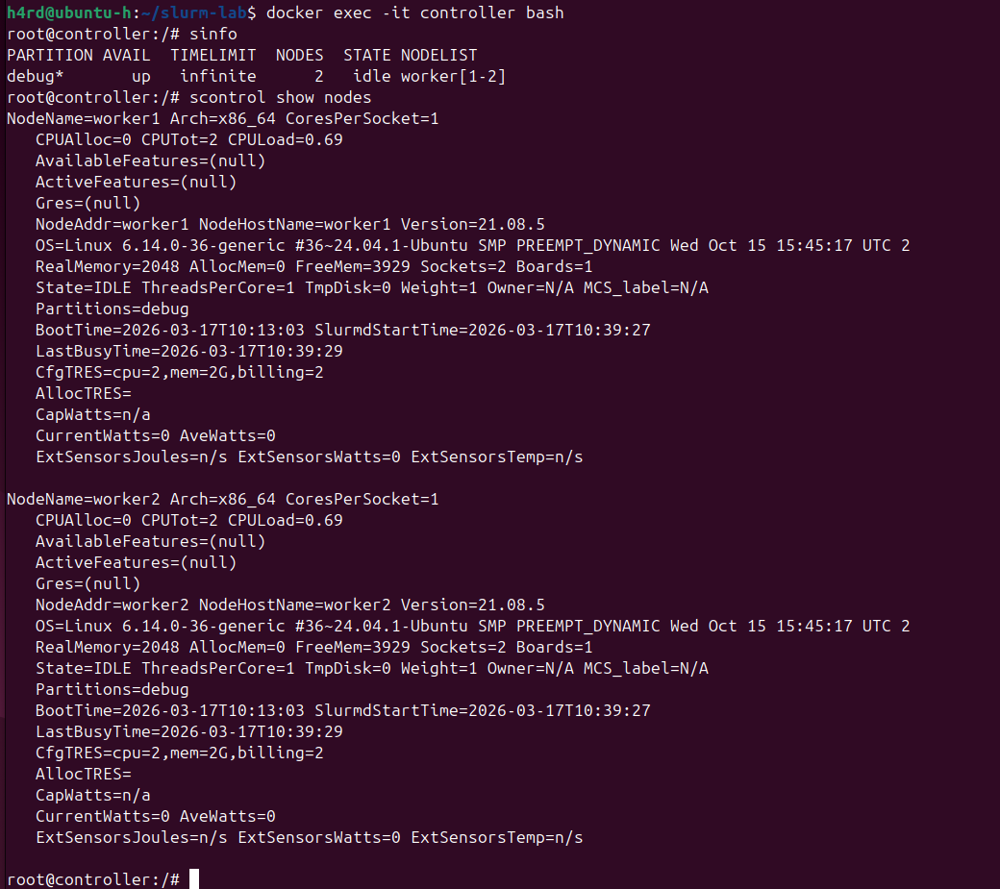 h4rd@ubuntu-h:~/slurm-lab$ docker exec -it controller bash
root@controller:/# sinfo
PARTITION AVAIL  TIMELIMIT  NODES  STATE NODELIST
debug*       up   infinite      2   idle worker[1-2]
root@controller:/# scontrol show nodes
NodeName=worker1 Arch=x86_64 CoresPerSocket=1
   CPUAlloc=0 CPUTot=2 CPULoad=0.69
   AvailableFeatures=(null)
   ActiveFeatures=(null)
   Gres=(null)
   NodeAddr=worker1 NodeHostName=worker1 Version=21.08.5
   OS=Linux 6.14.0-36-generic #36~24.04.1-Ubuntu SMP PREEMPT_DYNAMIC Wed Oct 15 15:45:17 UTC 2
   RealMemory=2048 AllocMem=0 FreeMem=3929 Sockets=2 Boards=1
   State=IDLE ThreadsPerCore=1 TmpDisk=0 Weight=1 Owner=N/A MCS_label=N/A
   Partitions=debug
   BootTime=2026-03-17T10:13:03 SlurmdStartTime=2026-03-17T10:39:27
   LastBusyTime=2026-03-17T10:39:29
   CfgTRES=cpu=2,mem=2G,billing=2
   AllocTRES=
   CapWatts=n/a
   CurrentWatts=0 AveWatts=0
   ExtSensorsJoules=n/s ExtSensorsWatts=0 ExtSensorsTemp=n/s

NodeName=worker2 Arch=x86_64 CoresPerSocket=1
   CPUAlloc=0 CPUTot=2 CPULoad=0.69
   AvailableFeatures=(null)
   ActiveFeatures=(null)
   Gres=(null)
   NodeAddr=worker2 NodeHostName=worker2 Version=21.08.5
   OS=Linux 6.14.0-36-generic #36~24.04.1-Ubuntu SMP PREEMPT_DYNAMIC Wed Oct 15 15:45:17 UTC 2
   RealMemory=2048 AllocMem=0 FreeMem=3929 Sockets=2 Boards=1
   State=IDLE ThreadsPerCore=1 TmpDisk=0 Weight=1 Owner=N/A MCS_label=N/A
   Partitions=debug
   BootTime=2026-03-17T10:13:03 SlurmdStartTime=2026-03-17T10:39:27
   LastBusyTime=2026-03-17T10:39:29
   CfgTRES=cpu=2,mem=2G,billing=2
   AllocTRES=
   CapWatts=n/a
   CurrentWatts=0 AveWatts=0
   ExtSensorsJoules=n/s ExtSensorsWatts=0 ExtSensorsTemp=n/s

root@controller:/#